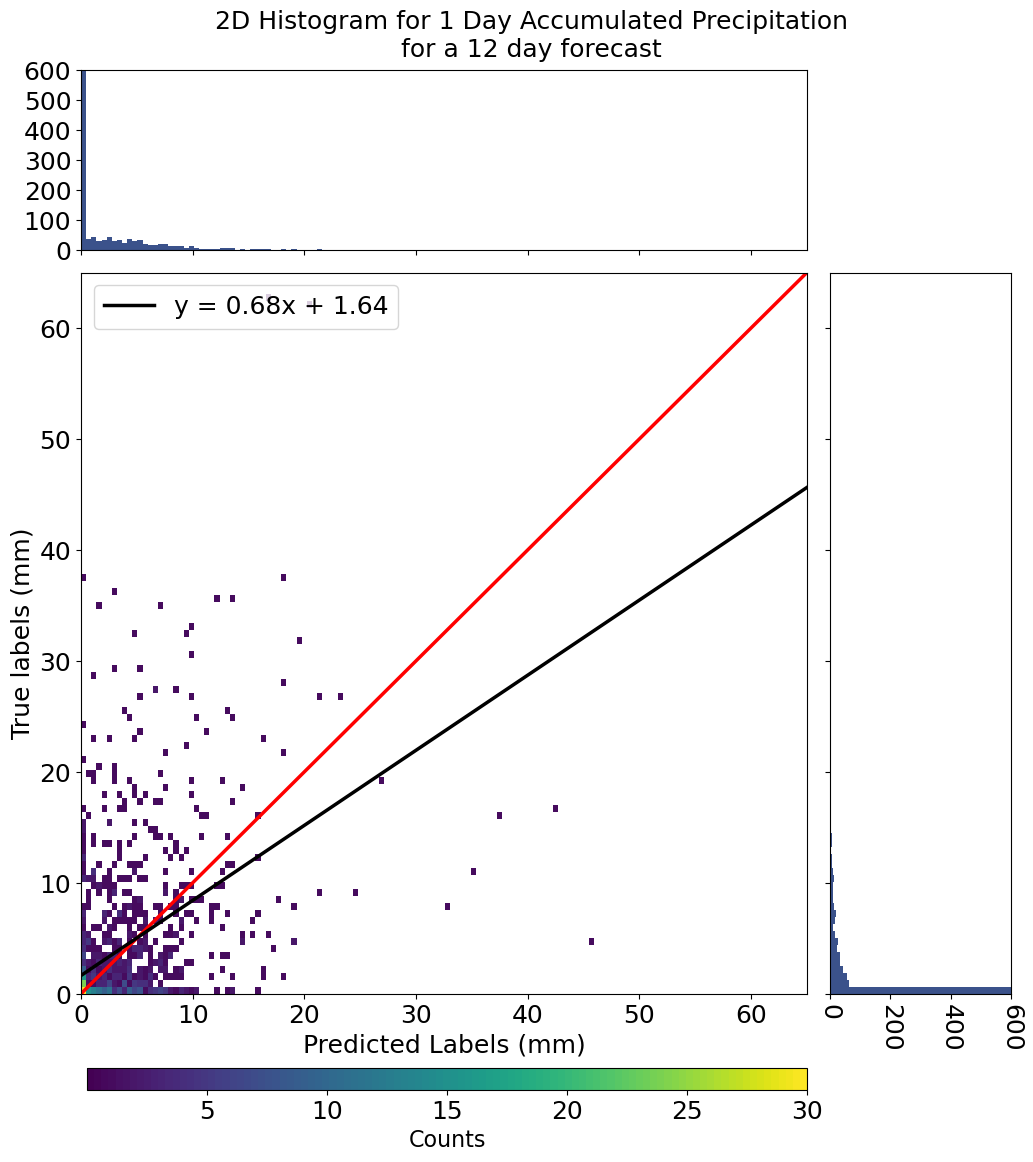 2D Histogram for 1 Day Accumulated Precipitation
for a 12 day forecast
600
500
400
300
200
100
0
y = 0.68x + 1.64
60
50
40
30
20
10
0
True labels (mm)
0 10 20 30 40 50 60
Predicted Labels (mm)
0 200 400 600
5 10 15 20 25 30
Counts